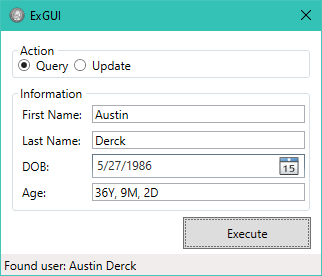 ExGUI
Action
Query Update
Information
First Name: Austin
Last Name: Derck
DOB: 5/27/1986 15
Age: 36Y, 9M, 2D
Execute
Found user: Austin Derck